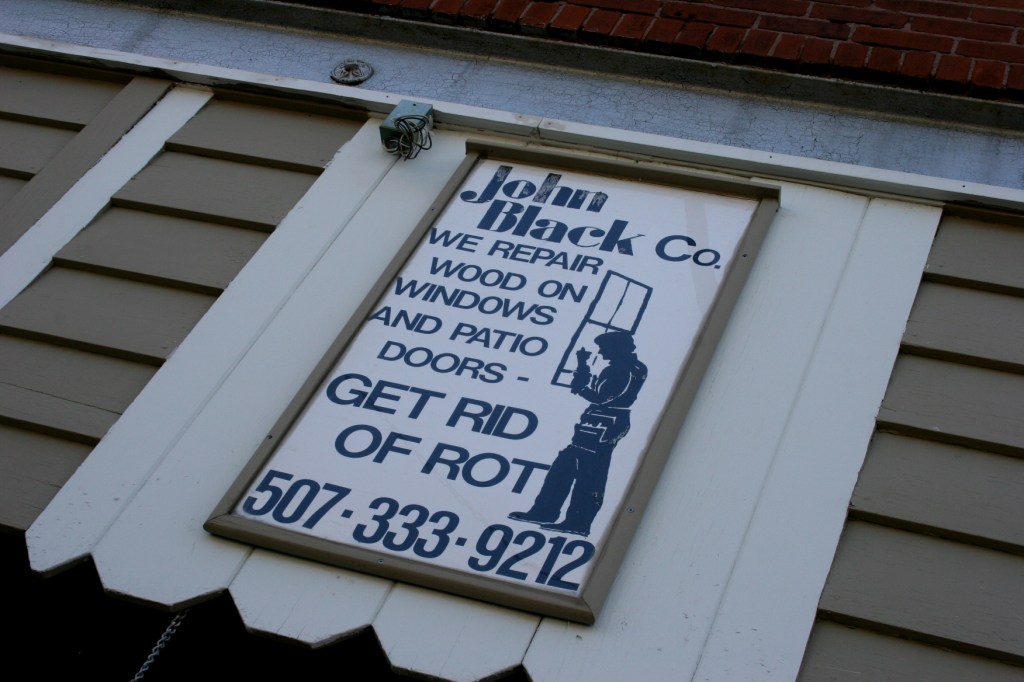 John
Black Co.
WE REPAIR
WOOD ON
WINDOWS
AND PATIO
DOORS -
GET RID
OF ROT
507-333-9212